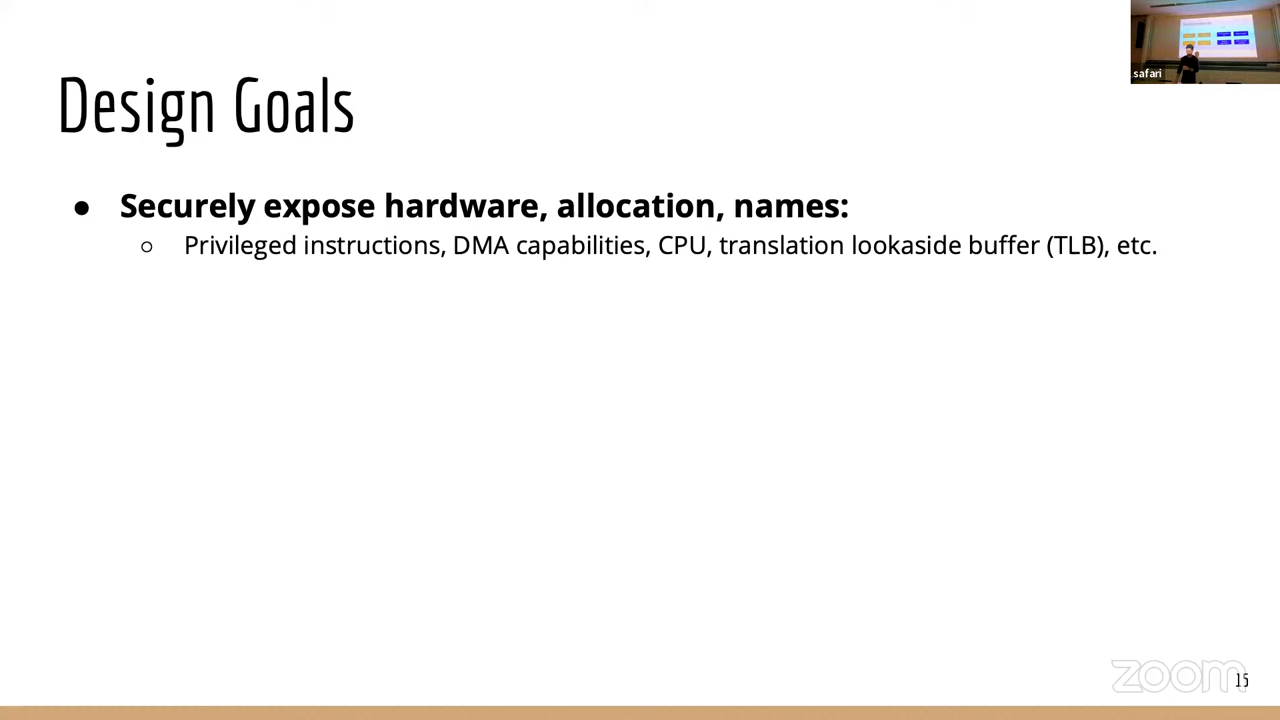 safari
Design Goals
● Securely expose hardware, allocation, names:
○ Privileged instructions, DMA capabilities, CPU, translation lookaside buffer (TLB), etc.
zoom
15